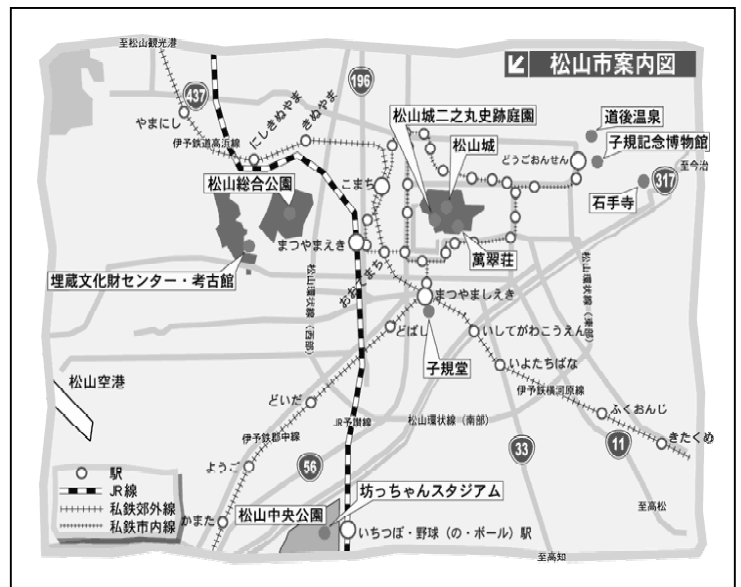 至松山観光港
松山市案内図
437
196
やまにし
にしきぬやま
きぬやま
松山城二之丸史跡庭園
道後温泉
伊予鉄道高浜線
松山城
どうごおんせん
子規記念博物館
至今治
松山総合公園
こまち
石手寺
317
まつやまえき
萬翠荘
埋蔵文化財センター・考古館
松山環状線（西部）
おおてまち
まつやましえき
松山環状線（東部）
どばし
いしてがわこうえん
子規堂
いよたちばな
松山空港
伊予鉄横河原線
どいだ
ふくおんじ
伊予鉄郡中線
JR予讃線
松山環状線（南部）
きたくめ
ようご
56
33
11
駅
JR線
私鉄郊外線
私鉄市内線
坊っちゃんスタジアム
かまた
松山中央公園
至高松
いちつぼ・野球（の・ボール）駅
至高知